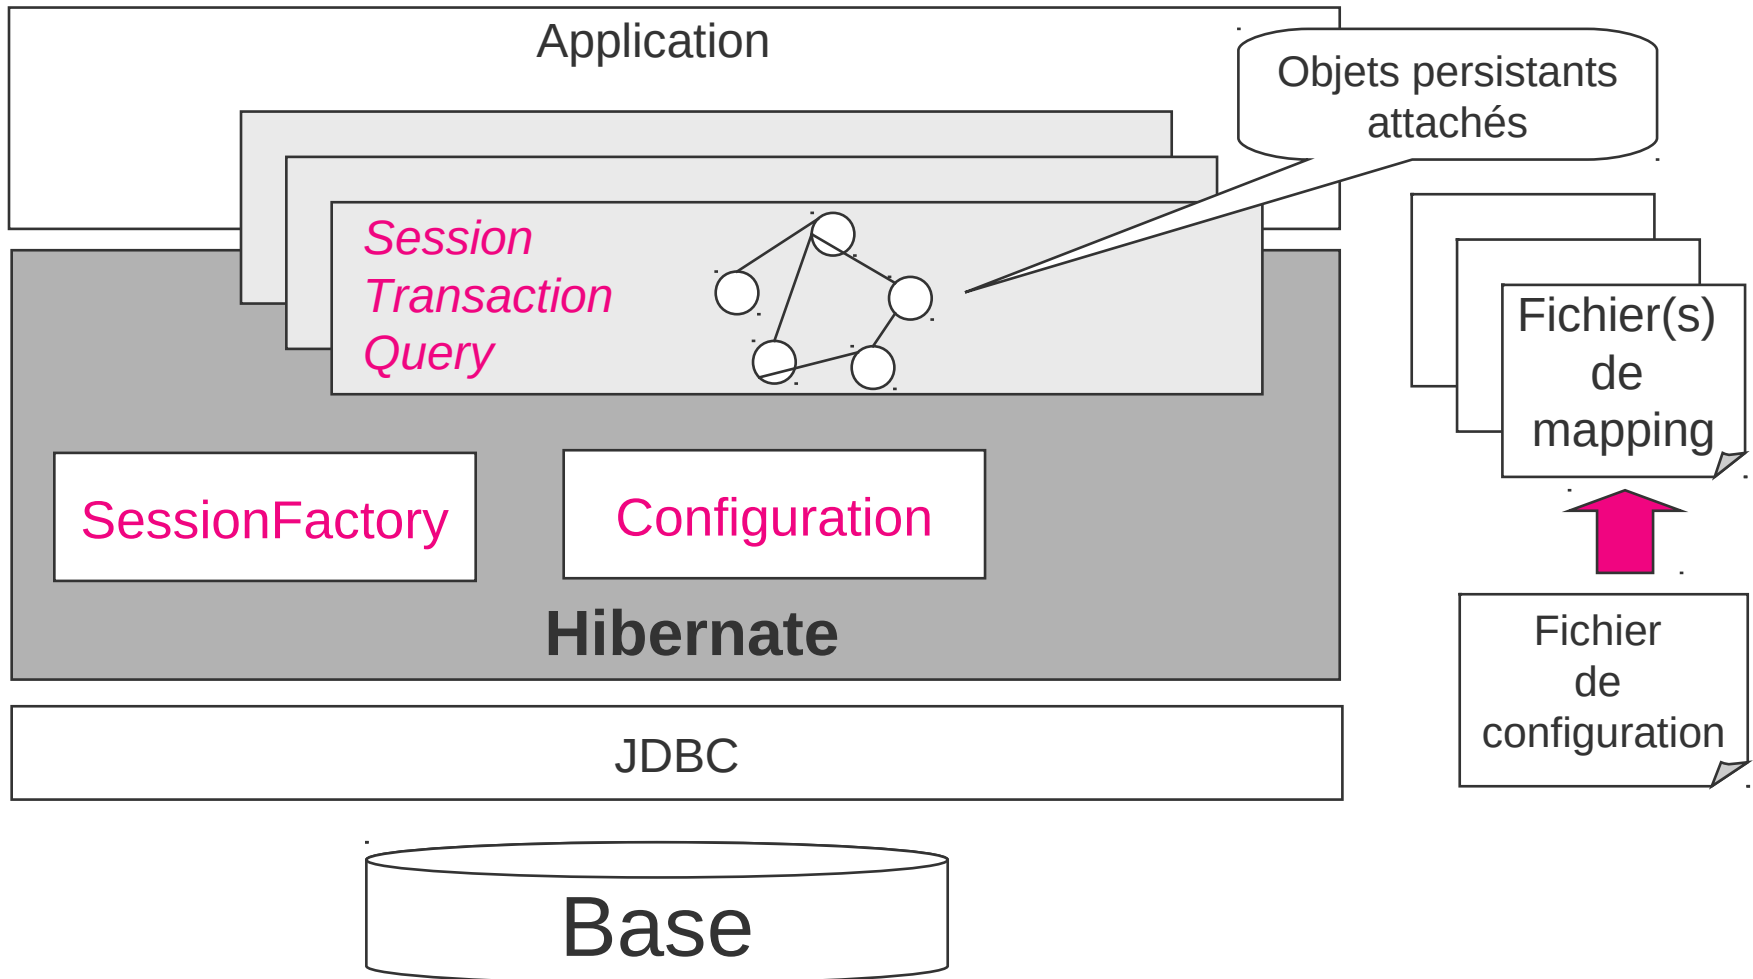 Application
Objets persistants
attachés
Session
Transaction
Query
Fichier(s)
de
mapping
SessionFactory
Configuration
Hibernate
Fichier
de
configuration
JDBC
Base